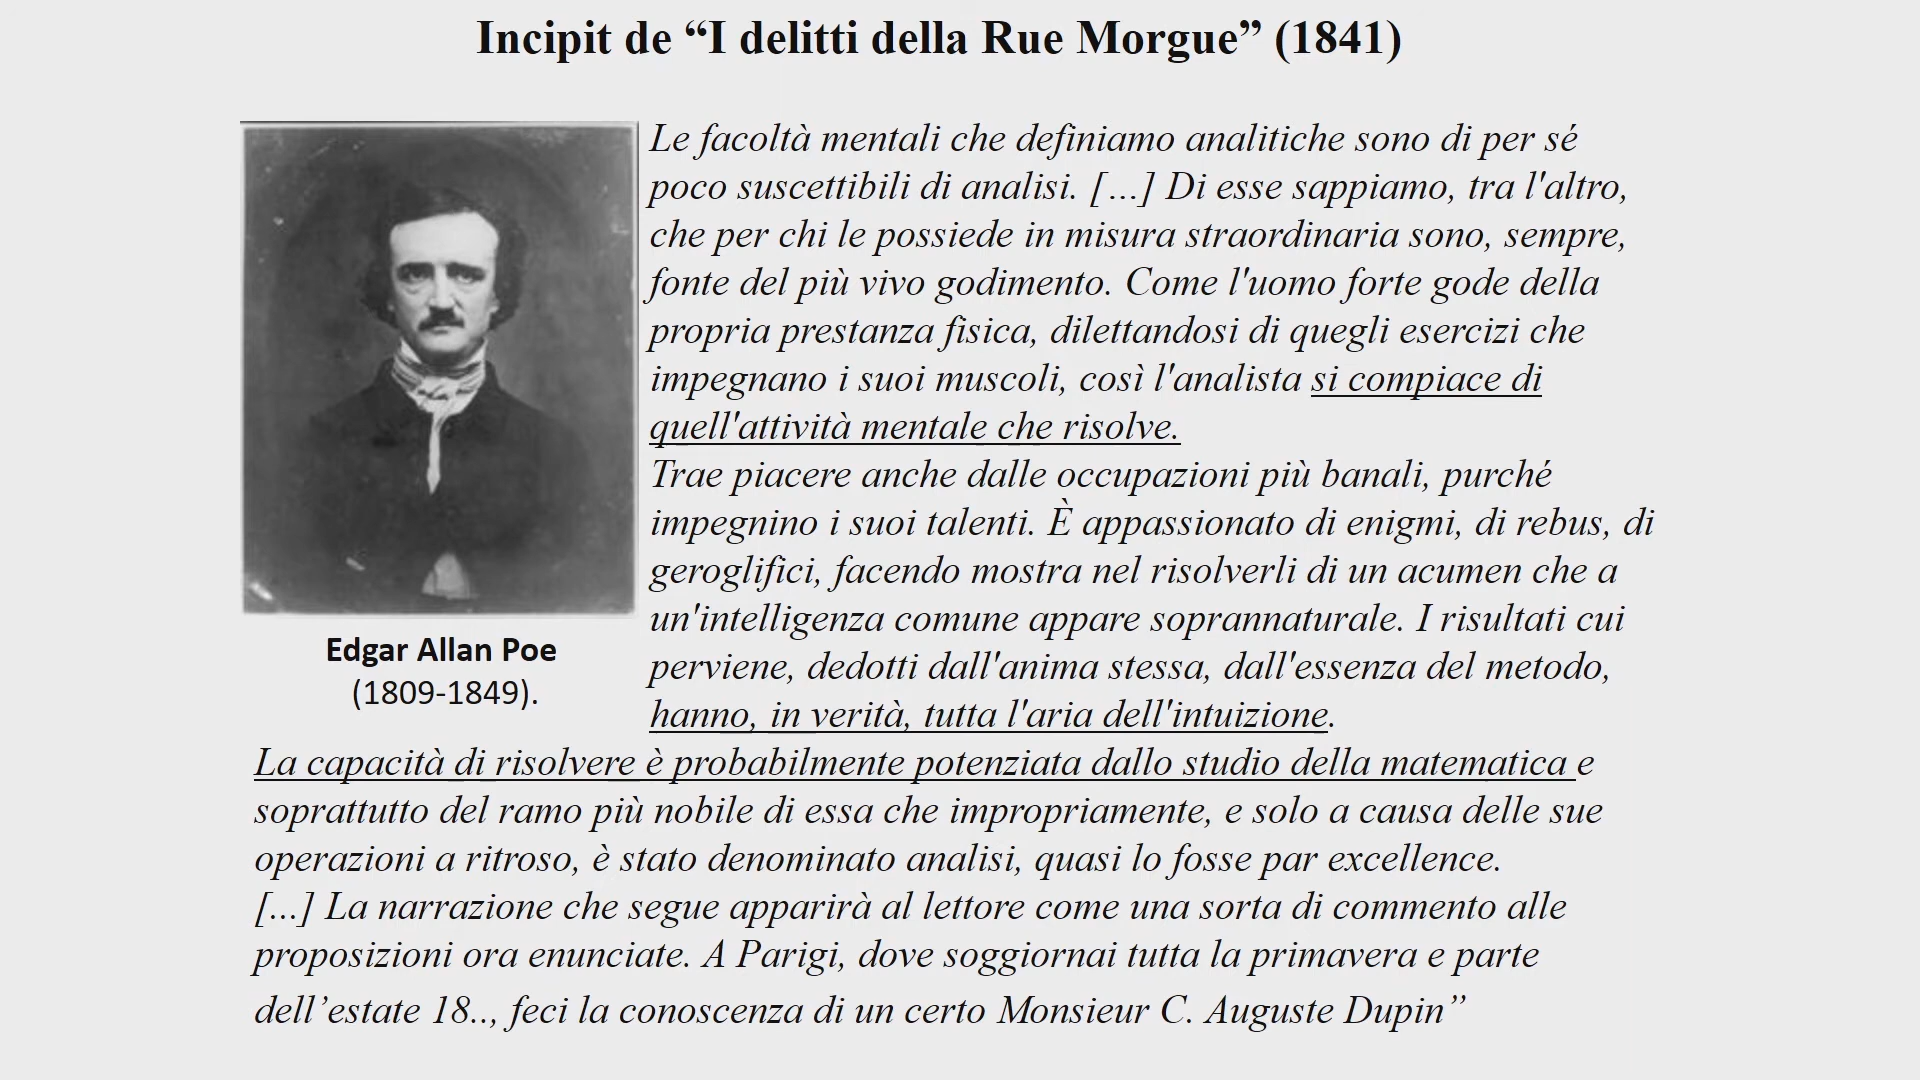 Incipit de “I delitti della Rue Morgue” (1841)
Le facoltà mentali che definiamo analitiche sono di per sé
poco suscettibili di analisi. […] Di esse sappiamo, tra l'altro,
che per chi le possiede in misura straordinaria sono, sempre,
fonte del più vivo godimento. Come l'uomo forte gode della
propria prestanza fisica, dilettandosi di quegli esercizi che
impegnano i suoi muscoli, così l'analista si compiace di
quell'attività mentale che risolve.
Trae piacere anche dalle occupazioni più banali, purché
impegnino i suoi talenti. È appassionato di enigmi, di rebus, di
geroglifici, facendo mostra nel risolverli di un acumen che a
un'intelligenza comune appare soprannaturale. I risultati cui
perviene, dedotti dall'anima stessa, dall'essenza del metodo,
hanno, in verità, tutta l'aria dell'intuizione.
Edgar Allan Poe
(1809-1849).
La capacità di risolvere è probabilmente potenziata dallo studio della matematica e
soprattutto del ramo più nobile di essa che impropriamente, e solo a causa delle sue
operazioni a ritroso, è stato denominato analisi, quasi lo fosse par excellence.
[...] La narrazione che segue apparirà al lettore come una sorta di commento alle
proposizioni ora enunciate. A Parigi, dove soggiornai tutta la primavera e parte
dell’estate 18.., feci la conoscenza di un certo Monsieur C. Auguste Dupin”